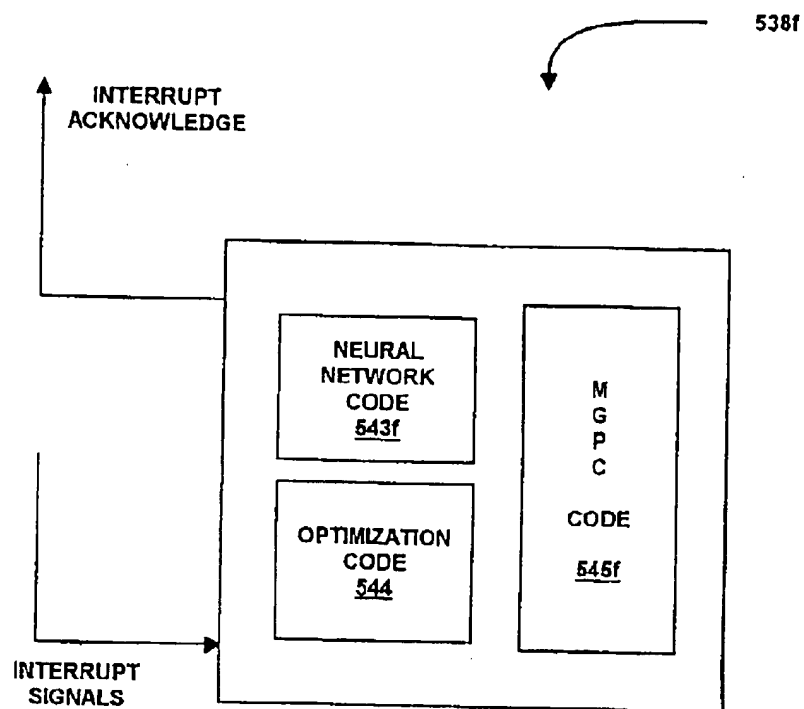 538f
INTERRUPT
ACKNOWLEDGE
NEURAL
NETWORK
CODE
543f
M
G
P
C
CODE
545f
OPTIMIZATION
CODE
544
INTERRUPT
SIGNALS